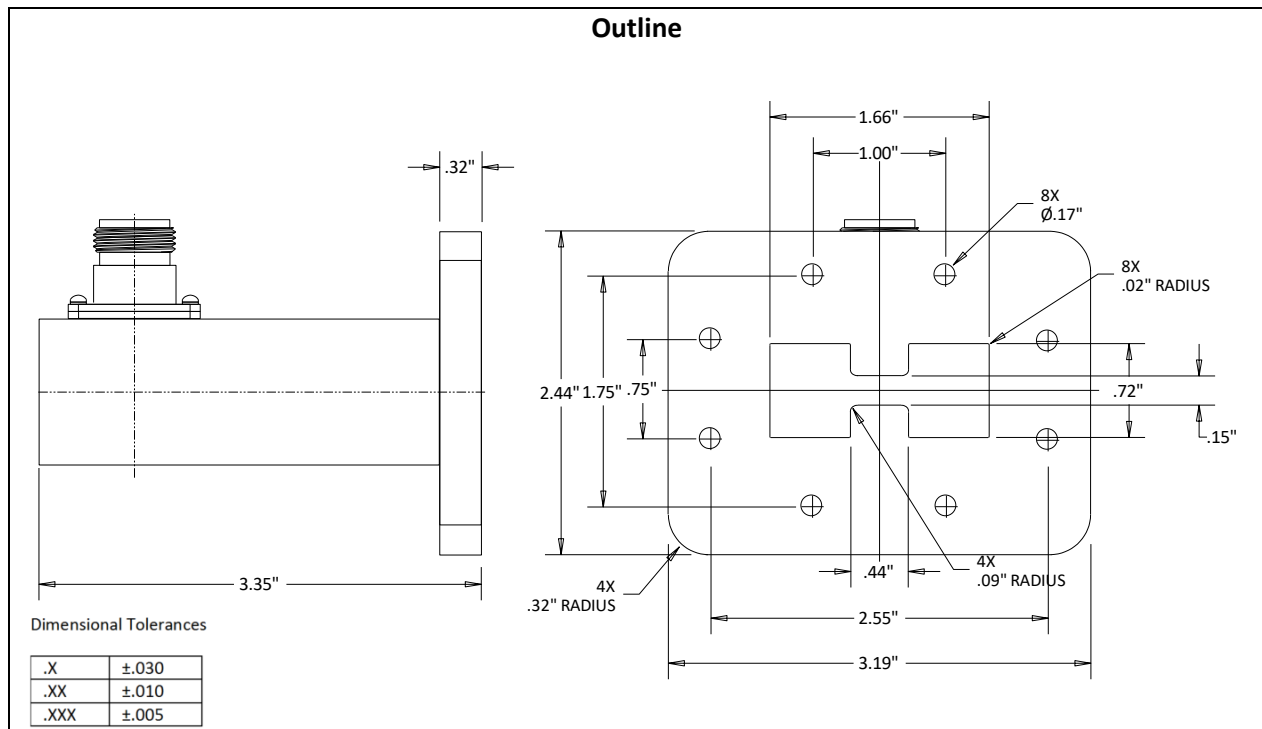 Outline
1.66"
1.00"
.32"
8X
Ø.17"
8X
.02" RADIUS
2.44"
1.75"
.75"
.72"
.15"
4X
.09" RADIUS
.44"
4X
.32" RADIUS
3.35"
2.55"
3.19"
Dimensional Tolerances
.X ±.030
.XX ±.010
.XXX ±.005